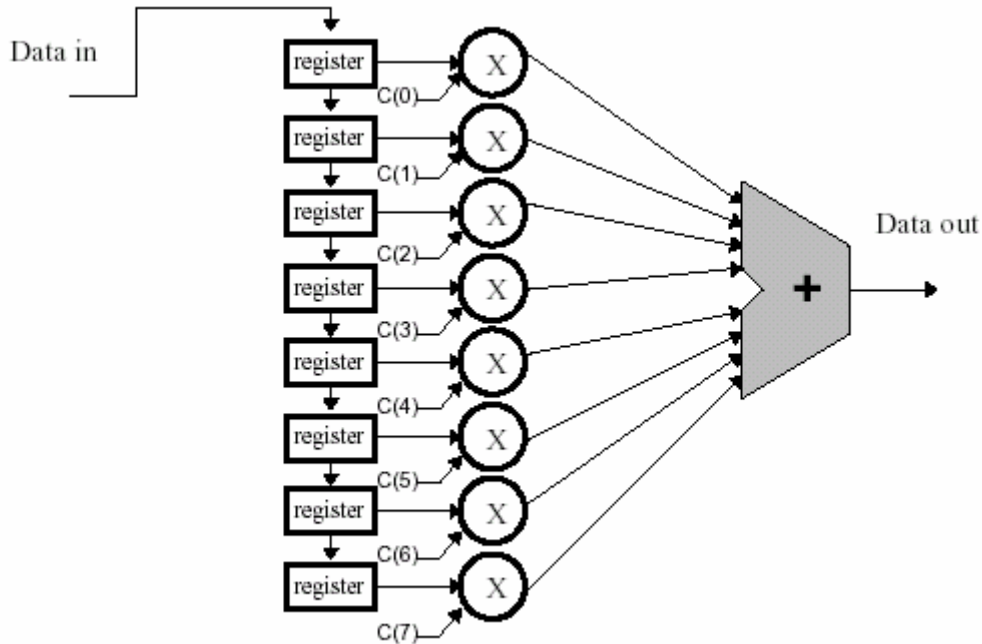 Data in
register
X
C(0)
register
X
C(1)
register
X
C(2)
register
X
C(3)
register
X
C(4)
register
X
C(5)
register
X
C(6)
register
X
C(7)
+
Data out